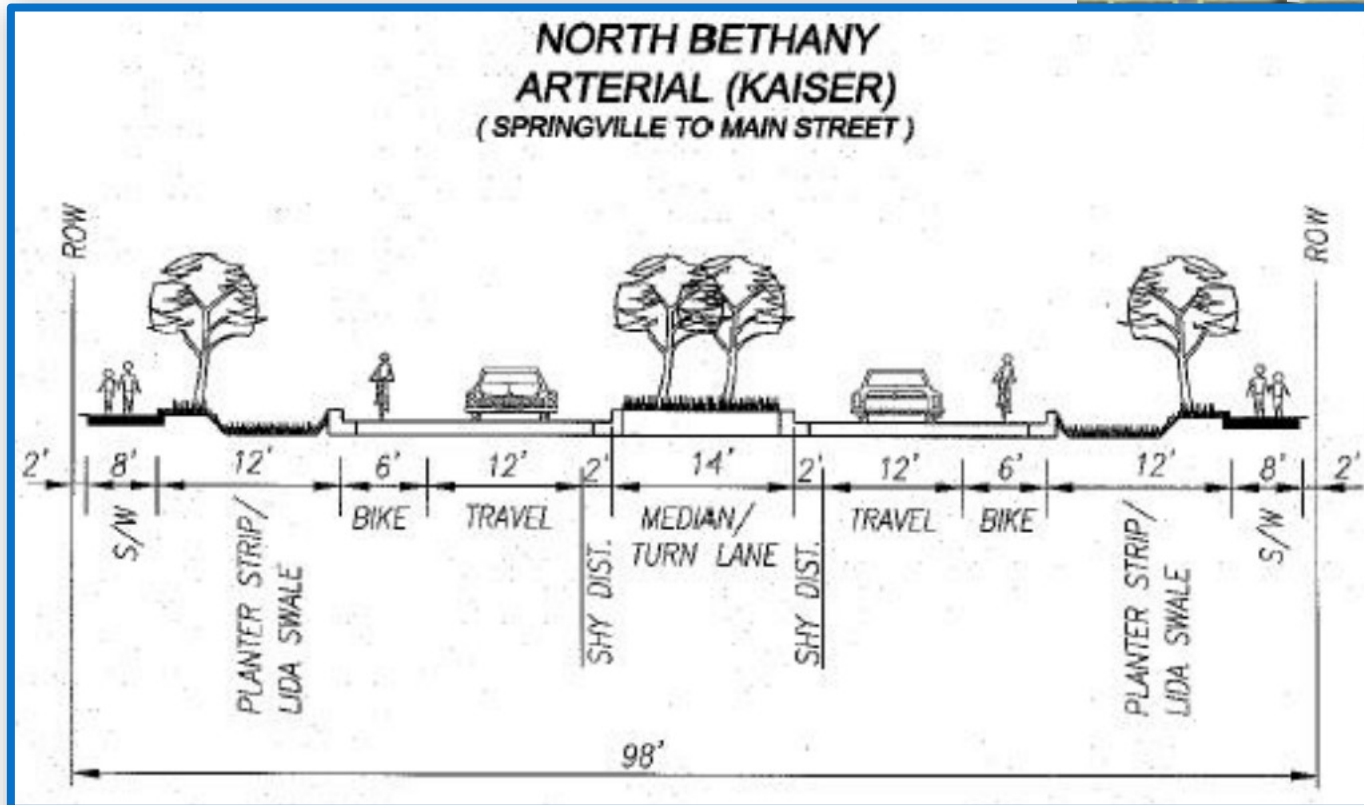 NORTH BETHANY
ARTERIAL (KAISER)
( SPRINGVILLE TO MAIN STREET )
ROW
ROW
2'
8'
12'
6'
12'
2'
14'
2'
12'
6'
12'
8'
2'
S/W
PLANTER STRIP/
LIDA SWALE
BIKE
TRAVEL
SHY DIST.
MEDIAN/
TURN LANE
SHY DIST.
TRAVEL
BIKE
PLANTER STRIP/
LIDA SWALE
S/W
98'